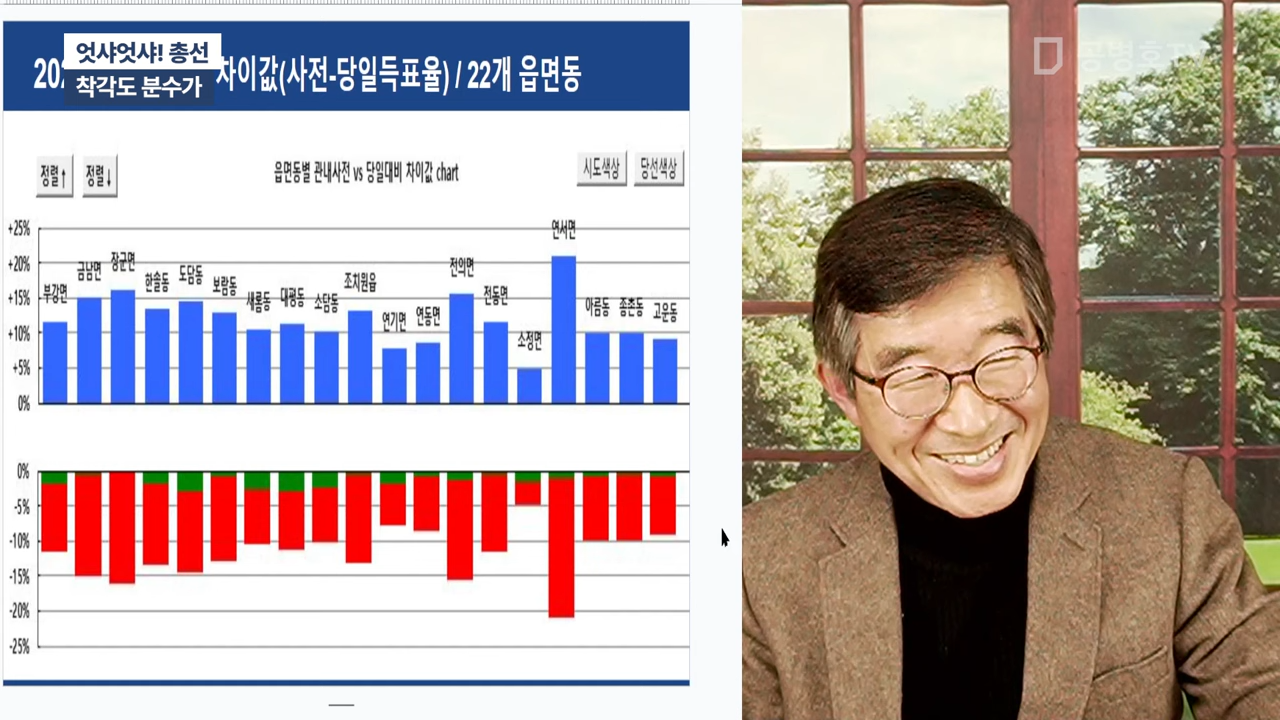 엇샤엇샤! 총선
착각도 분수가
202
차이값(사전-당일득표율) / 22개 읍면동
정렬↑
정렬↓
읍면동별 관내사전 vs 당일대비 차이값 chart
시도색상
당선색상
+25%
+20%
+15%
+10%
+5%
0%
부강면
금남면
장군면
한솔동
도담동
보람동
새롬동
대평동
소담동
조치원읍
연기면
연동면
전의면
전동면
소정면
연서면
아름동
종촌동
고운동
0%
-5%
-10%
-15%
-20%
-25%
공병호TV